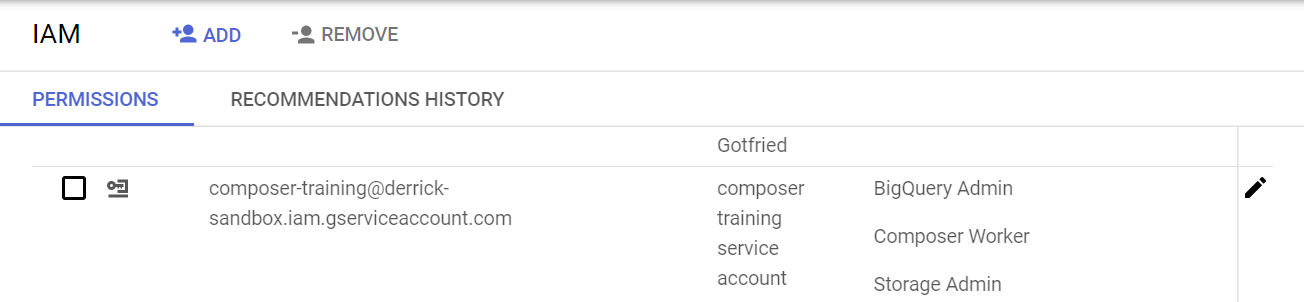 IAM ADD REMOVE
PERMISSIONS RECOMMENDATIONS HISTORY
Gotfried
composer-training@derrick-
sandbox.iam.gserviceaccount.com
composer
training
service
account
BigQuery Admin
Composer Worker
Storage Admin